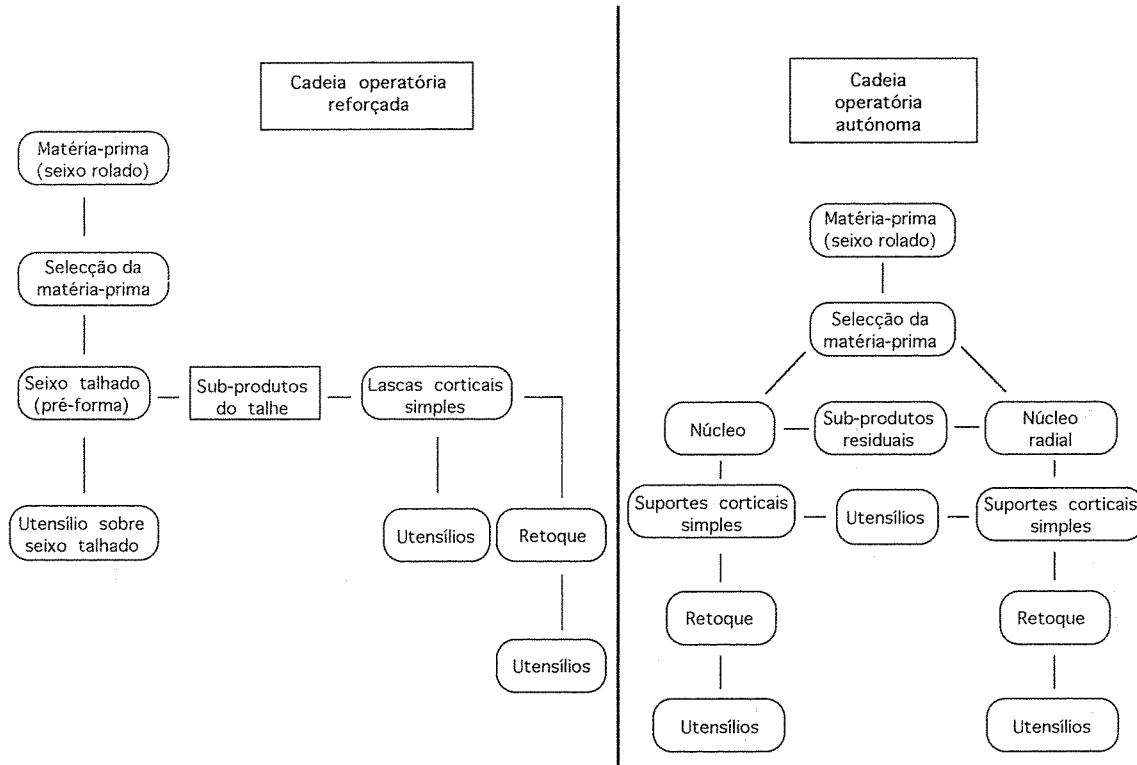 Cadeia operatória
reforçada
Matéria-prima
(seixo rolado)
Selecção da
matéria-prima
Seixo talhado
(pré-forma)
Sub-produtos
do talhe
Lascas corticais
simples
Utensílio sobre
seixo talhado
Utensílios
Retoque
Utensílios
Cadeia
operatória
autónoma
Matéria-prima
(seixo rolado)
Selecção da
matéria-prima
Núcleo
Sub-produtos
residuais
Núcleo
radial
Suportes corticais
simples
Utensílios
Suportes corticais
simples
Retoque
Retoque
Utensílios
Utensílios